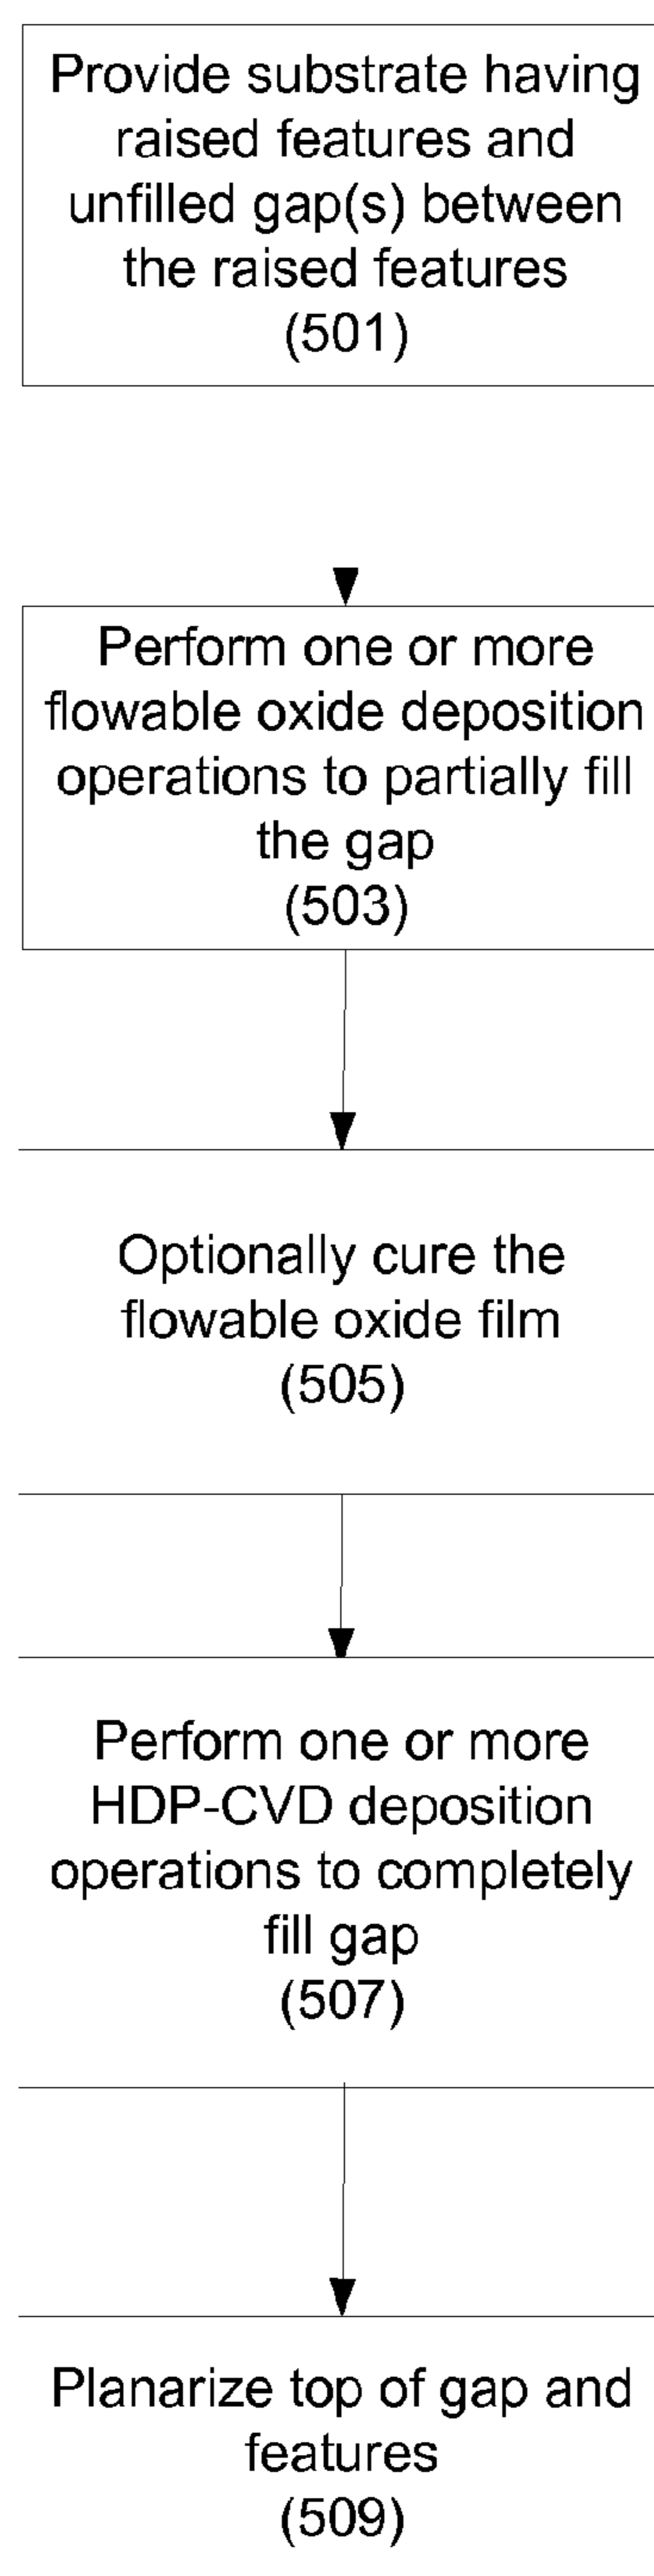 Provide substrate having
raised features and
unfilled gap(s) between
the raised features
(501)
Perform one or more
flowable oxide deposition
operations to partially fill
the gap
(503)
Optionally cure the
flowable oxide film
(505)
Perform one or more
HDP-CVD deposition
operations to completely
fill gap
(507)
Planarize top of gap and
features
(509)